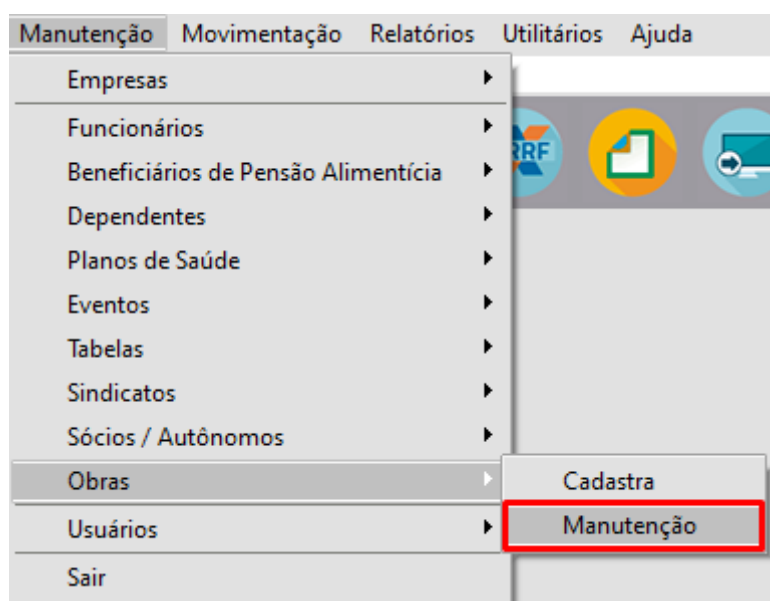 Manutenção Movimentação Relatórios Utilitários Ajuda
Empresas
Funcionários
RRF
Beneficiários de Pensão Alimentícia
Dependentes
Planos de Saúde
Eventos
Tabelas
Sindicatos
Sócios / Autônomos
Obras
Cadastra
Usuários
Manutenção
Sair